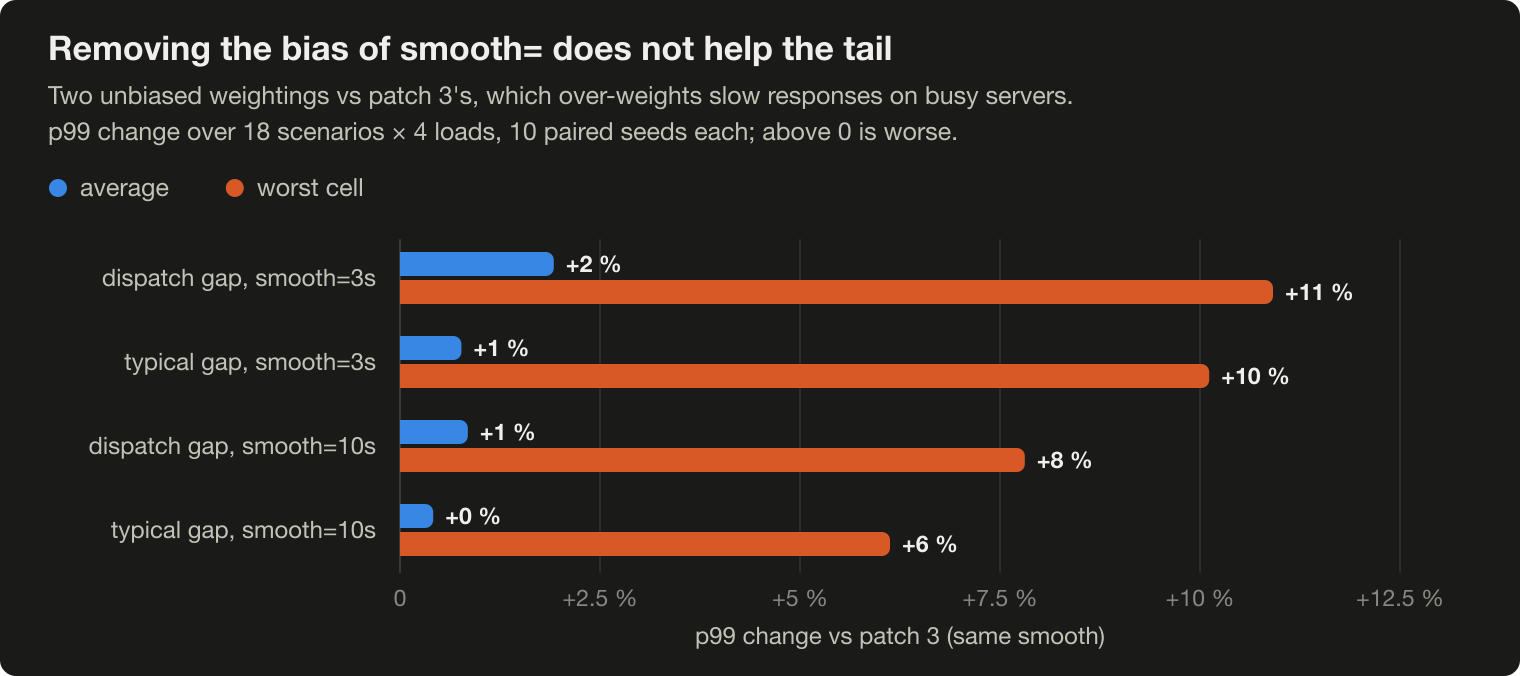 Removing the bias of smooth= does not help the tail
Two unbiased weightings vs patch 3's, which over-weights slow responses on busy servers.
p99 change over 18 scenarios × 4 loads, 10 paired seeds each; above 0 is worse.
average
worst cell
dispatch gap, smooth=3s
+2 %
+11 %
typical gap, smooth=3s
+1 %
+10 %
dispatch gap, smooth=10s
+1 %
+8 %
typical gap, smooth=10s
+0 %
+6 %
0
+2.5 %
+5 %
+7.5 %
+10 %
+12.5 %
p99 change vs patch 3 (same smooth)